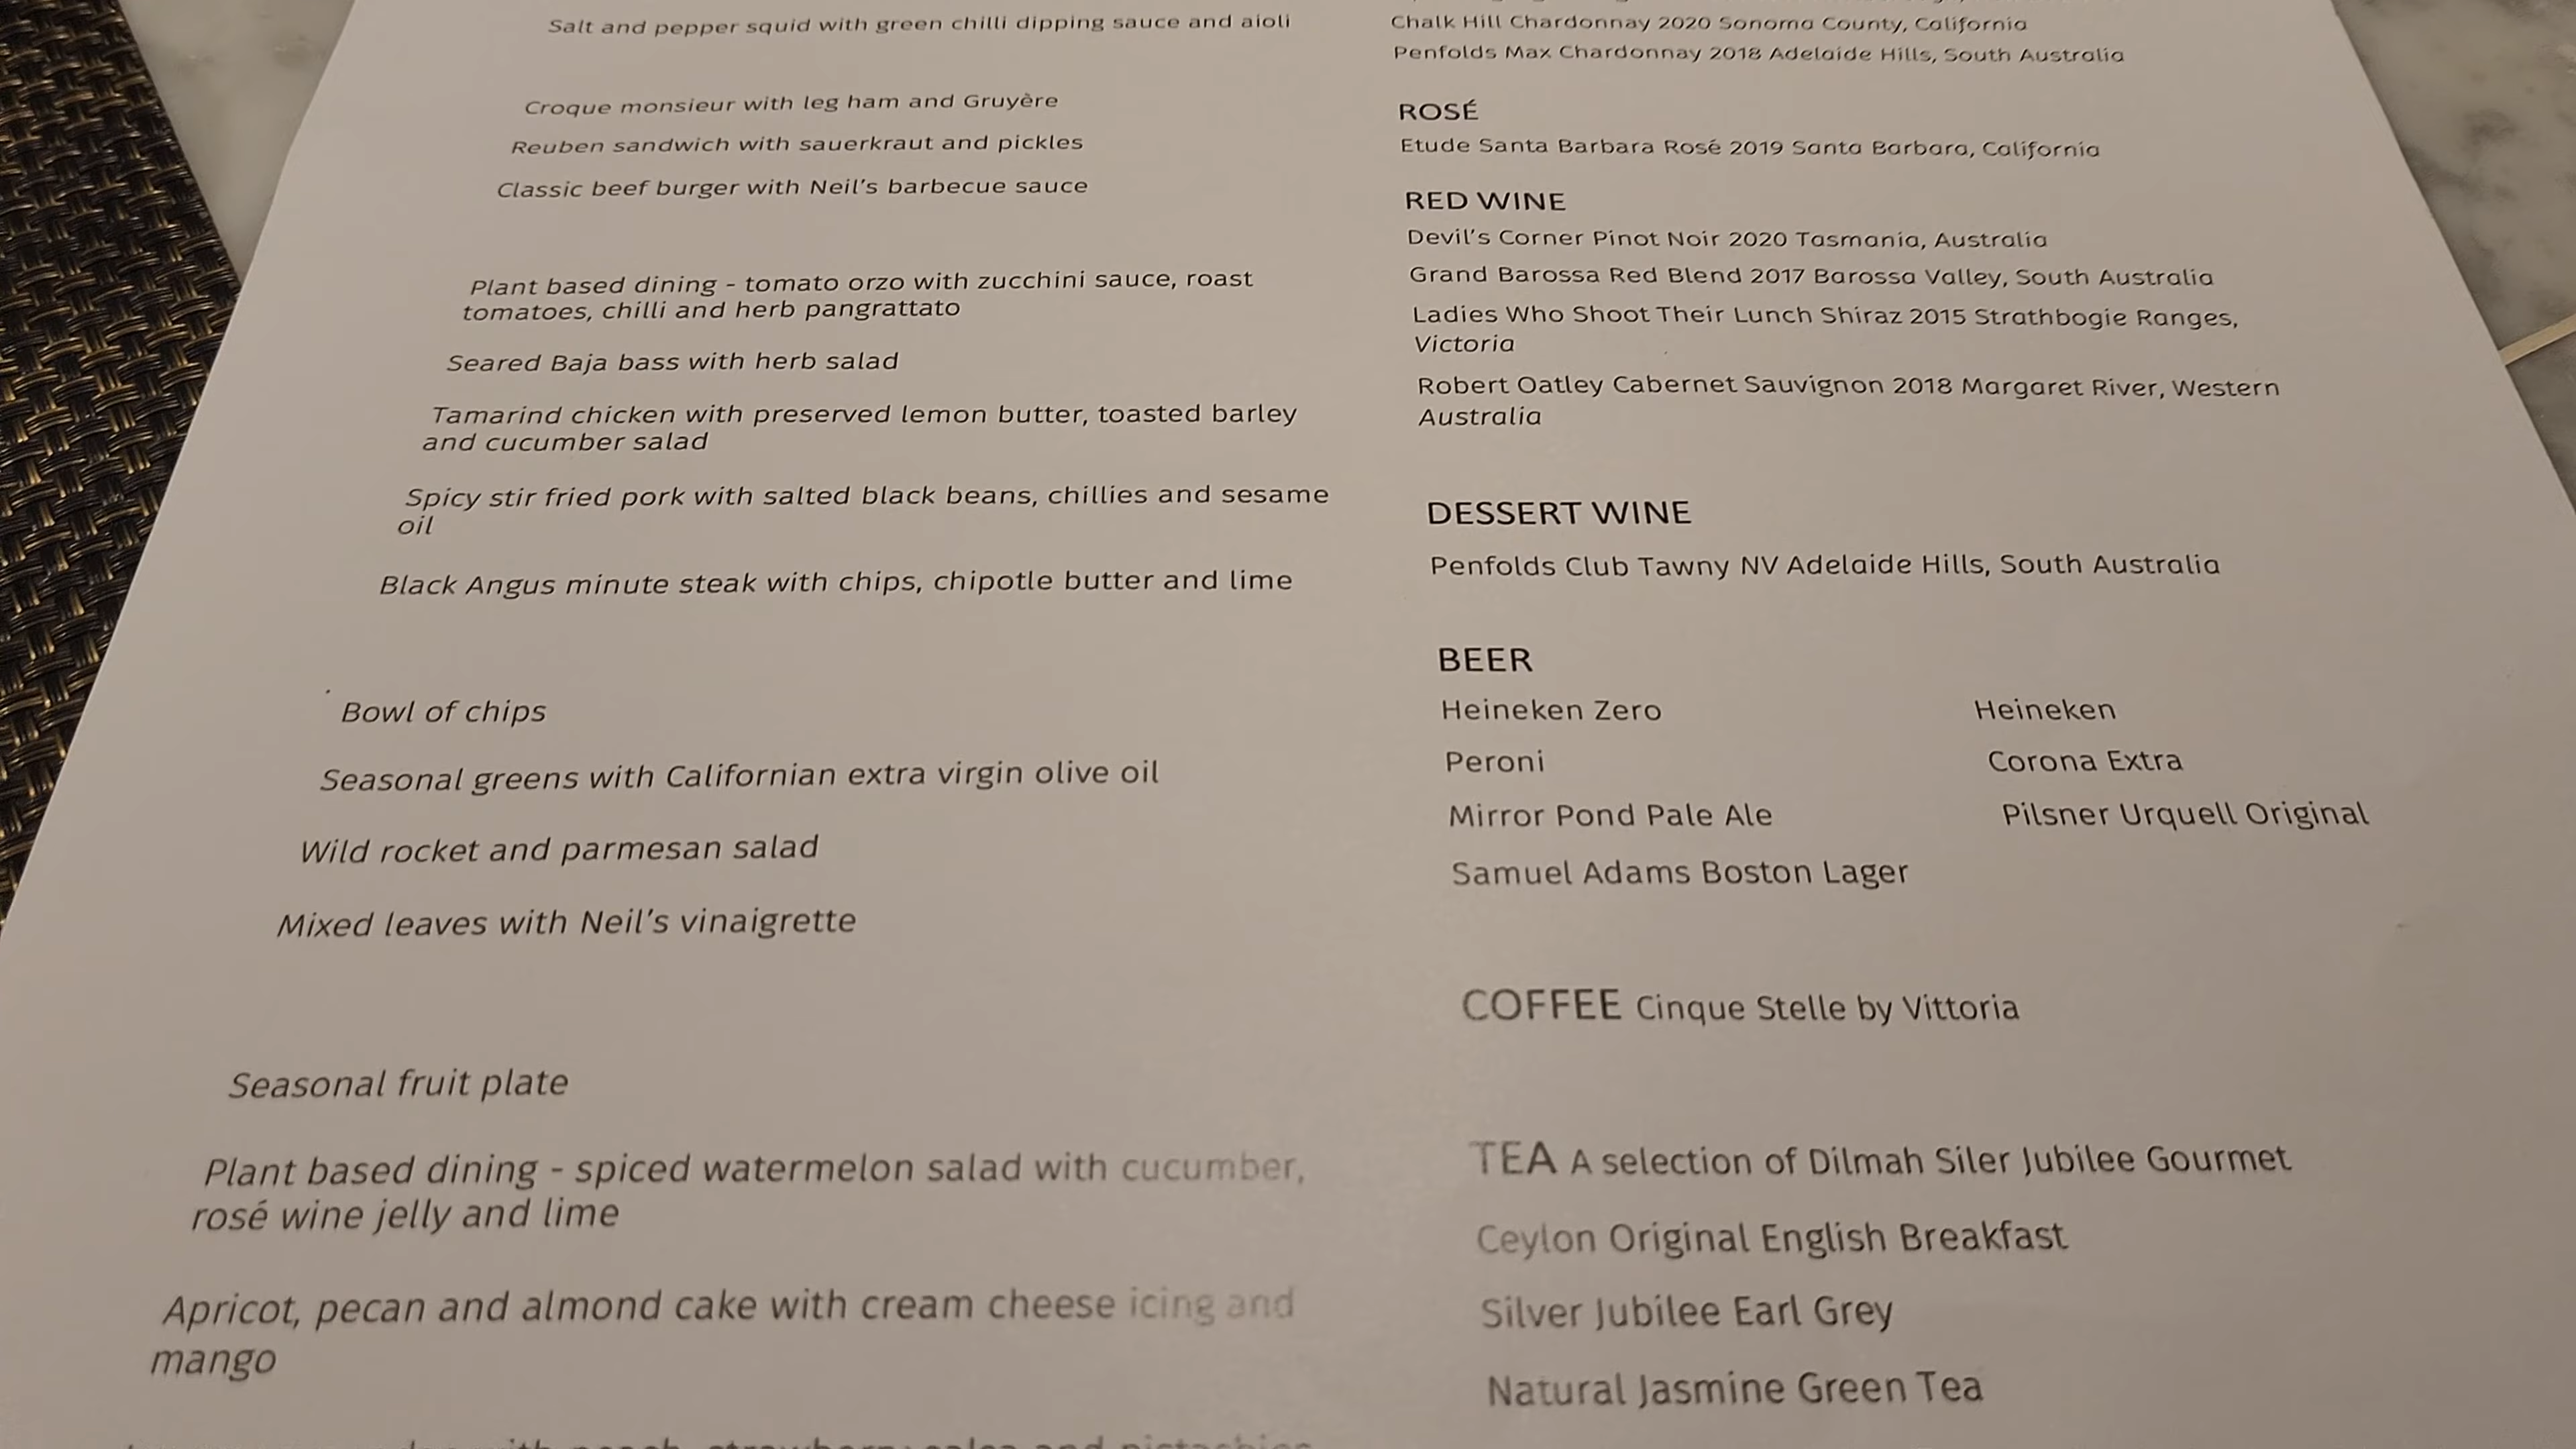 Salt and pepper squid with green chilli dipping sauce and aioli
Croque monsieur with leg ham and Gruyère
Reuben sandwich with sauerkraut and pickles
Classic beef burger with Neil's barbecue sauce
Plant based dining - tomato orzo with zucchini sauce, roast
tomatoes, chilli and herb pangrattato
Seared Baja bass with herb salad
Tamarind chicken with preserved lemon butter, toasted barley
and cucumber salad
Spicy stir fried pork with salted black beans, chillies and sesame
oil
Black Angus minute steak with chips, chipotle butter and lime
Bowl of chips
Seasonal greens with Californian extra virgin olive oil
Wild rocket and parmesan salad
Mixed leaves with Neil's vinaigrette
Seasonal fruit plate
Plant based dining - spiced watermelon salad with cucumber,
rosé wine jelly and lime
Apricot, pecan and almond cake with cream cheese icing and
mango
Chalk Hill Chardonnay 2020 Sonoma County, California
Penfolds Max Chardonnay 2018 Adelaide Hills, South Australia
ROSÉ
Etude Santa Barbara Rosé 2019 Santa Barbara, California
RED WINE
Devil's Corner Pinot Noir 2020 Tasmania, Australia
Grand Barossa Red Blend 2017 Barossa Valley, South Australia
Ladies Who Shoot Their Lunch Shiraz 2015 Strathbogie Ranges,
Victoria
Robert Oatley Cabernet Sauvignon 2018 Margaret River, Western
Australia
DESSERT WINE
Penfolds Club Tawny NV Adelaide Hills, South Australia
BEER
Heineken Zero Heineken
Peroni Corona Extra
Mirror Pond Pale Ale Pilsner Urquell Original
Samuel Adams Boston Lager
COFFEE Cinque Stelle by Vittoria
TEA A selection of Dilmah Siler Jubilee Gourmet
Ceylon Original English Breakfast
Silver Jubilee Earl Grey
Natural Jasmine Green Tea